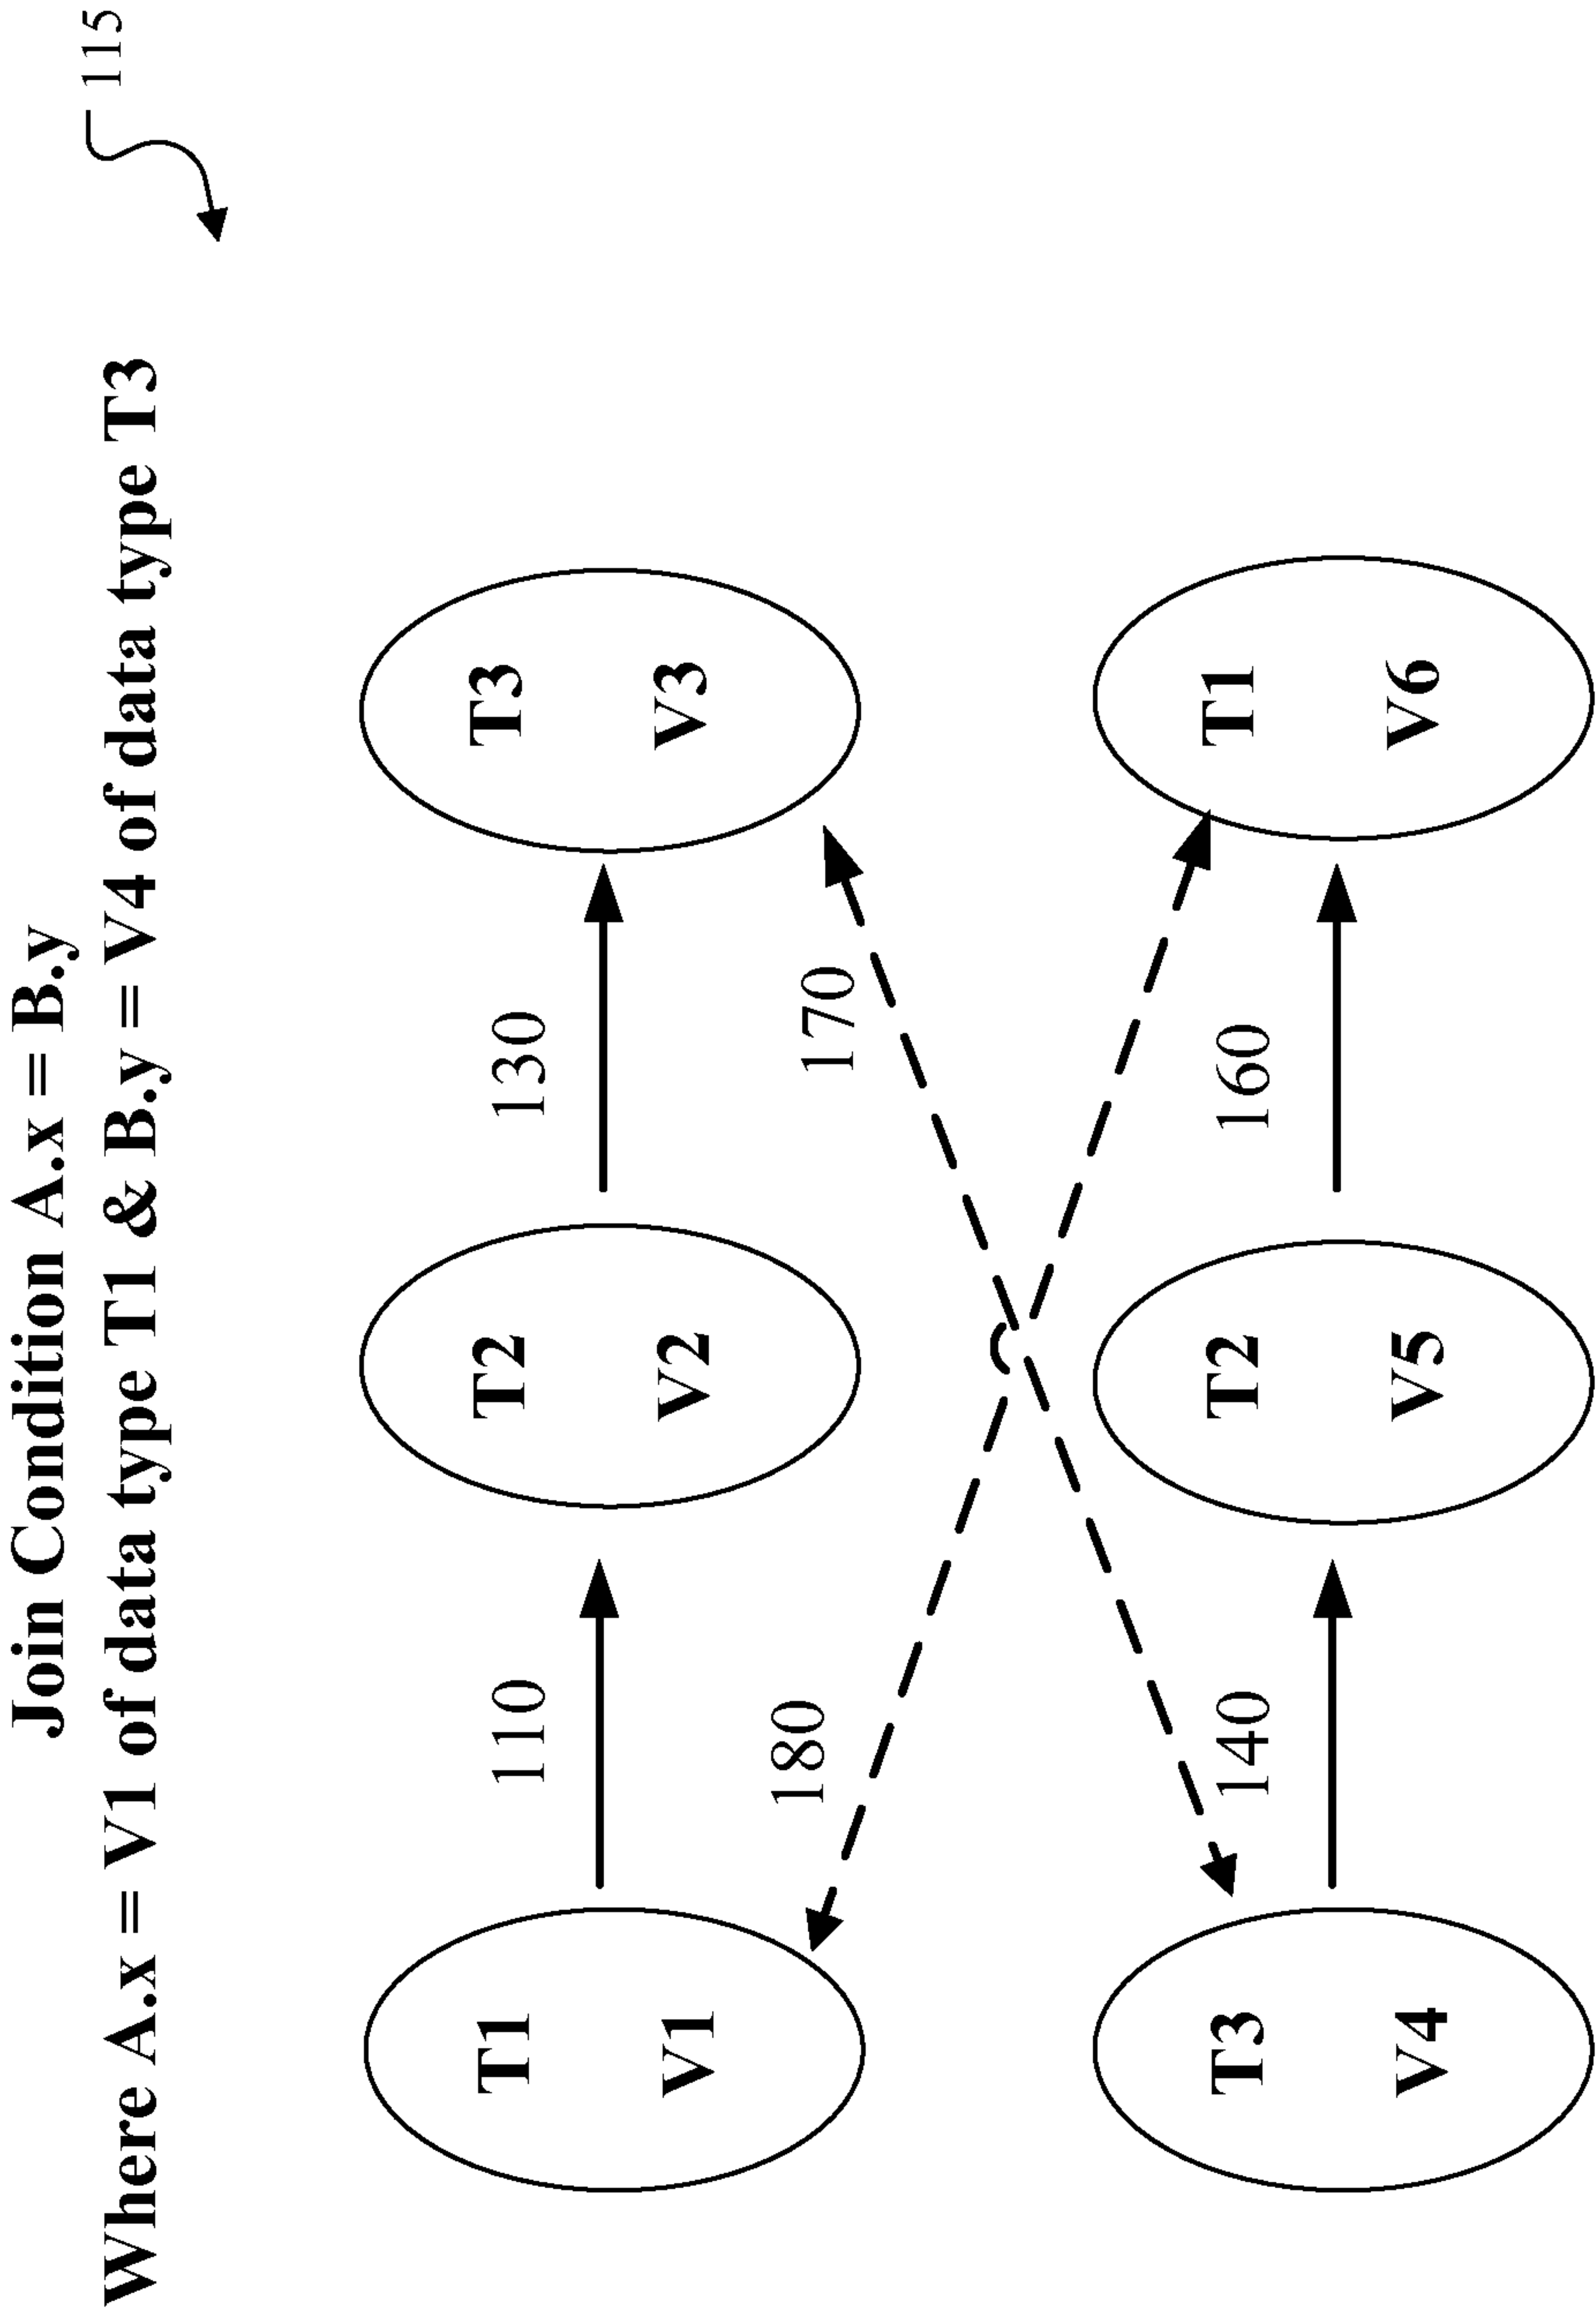 Join Condition A.x = B.y
Where A.x = V1 of data type T1 & B.y = V4 of data type T3
115
T1
V1
110
T2
V2
130
T3
V3
180
170
T3
V4
140
T2
V5
160
T1
V6